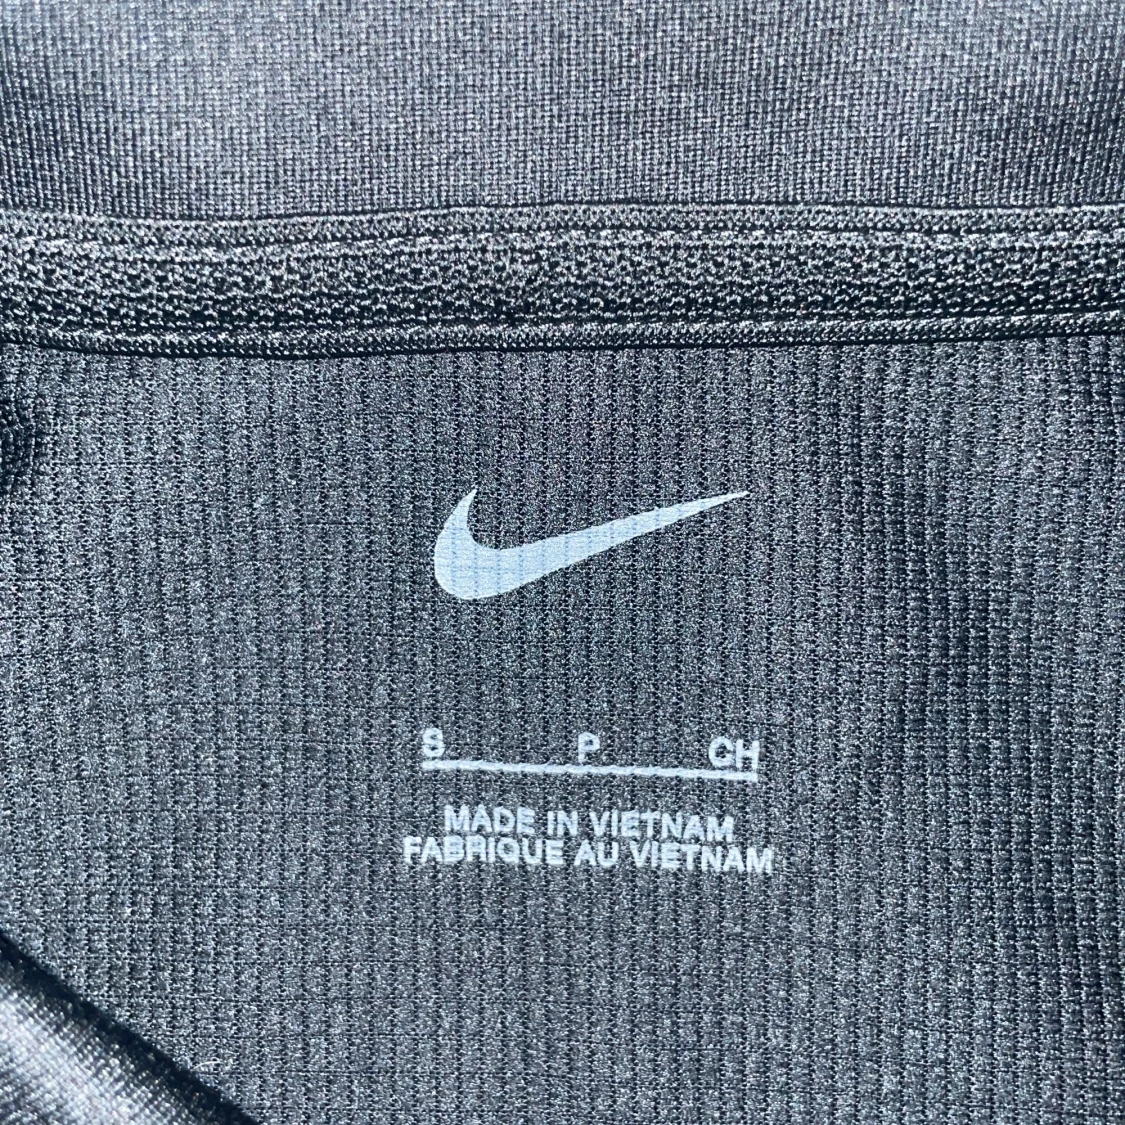 S P CH
MADE IN VIETNAM
FABRIQUE AU VIETNAM